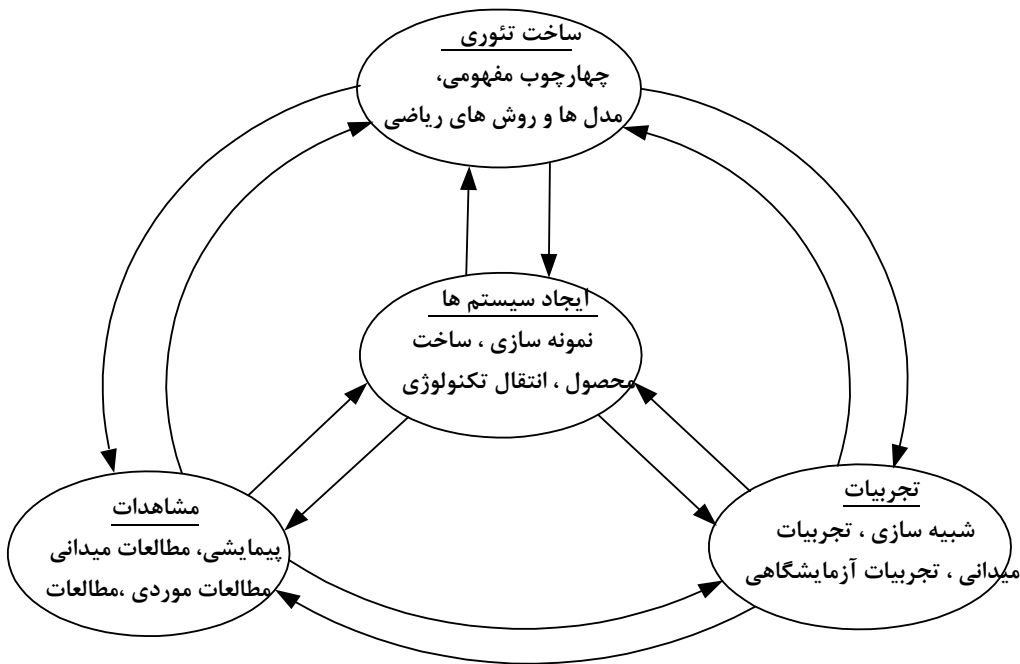 ساخت تئوری
چهارچوب مفهومی،
مدل ها و روش های ریاضی
ایجاد سیستم ها
نمونه سازی ، ساخت
محصول ، انتقال تکنولوژی
تجربیات
شبیه سازی ، تجربیات
میدانی ، تجربیات آزمایشگاهی
مشاهدات
پیمایشی، مطالعات میدانی
مطالعات موردی ،مطالعات